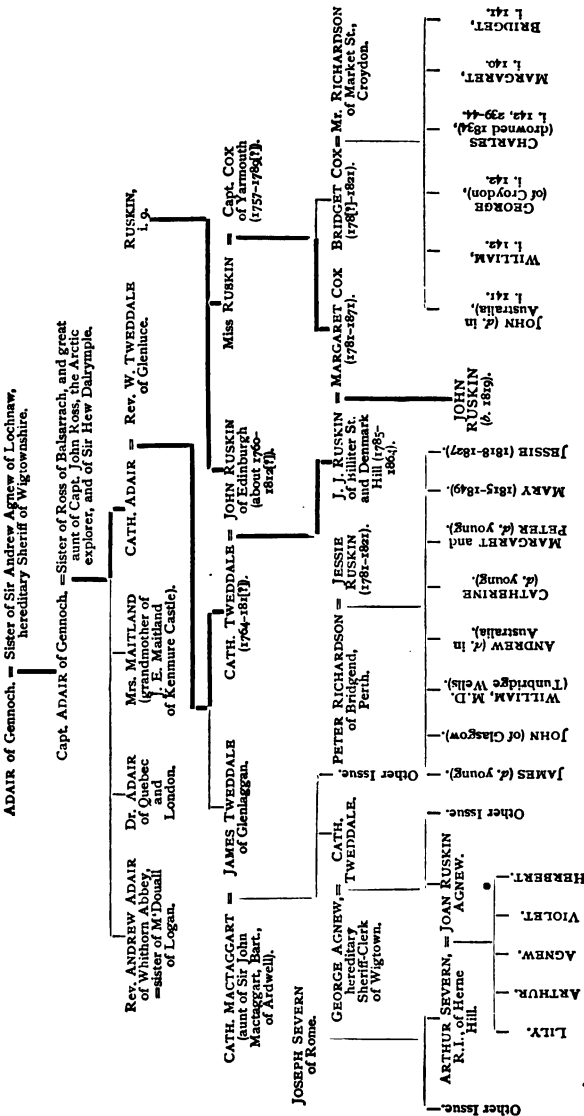 ADAIR of Gennoch. = Sister of Sir Andrew Agnew of Lochnaw,
hereditary Sheriff of Wigtownshire.
Capt. ADAIR of Gennoch. = Sister of Ross of Balsarrach, and great
aunt of Capt. John Ross, the Arctic
explorer, and of Sir Hew Dalrymple.
Rev. ANDREW ADAIR
of Whithorn Abbey,
= sister of M'Douall
of Logan.
Dr. ADAIR
of Quebec
and
London.
Mrs. MAITLAND
(grandmother of
J. E. Maitland
of Kenmure Castle).
CATH. ADAIR = Rev. W. TWEDDALE
of Glenluce.
RUSKIN,
i. 9.
CATH. MACTAGGART = JAMES TWEDDALE
(aunt of Sir John
Mactaggart, Bart.,
of Ardwell).
of Glenlaggan.
CATH. TWEDDALE = JOHN RUSKIN
(1764-181[?]).
of Edinburgh
(about 1760-
1812[?]).
Miss RUSKIN = Capt. COX
of Yarmouth
(1757-1789[?]).
JOSEPH SEVERN
of Rome.
GEORGE AGNEW, = CATH.
hereditary
Sheriff-Clerk
of Wigtown.
TWEDDALE.
Other Issue.
PETER RICHARDSON = JESSIE
of Bridgend,
Perth.
RUSKIN
(1781-1821).
J. J. RUSKIN = MARGARET COX
of Billiter St.
and Denmark
Hill (1785-
1864).
(1781-1871).
BRIDGET COX = Mr. RICHARDSON
(178[?]-1821).
of Market St.,
Croydon.
Other Issue.
ARTHUR SEVERN, = JOAN RUSKIN
R.I., of Herne
Hill.
AGNEW.
Other Issue.
JAMES (d. young).
JOHN (of Glasgow).
WILLIAM, M.D.
(Tunbridge Wells).
ANDREW (d. in
Australia).
CATHERINE
(d. young).
MARGARET and
PETER (d. young).
MARY (1815-1849).
JESSIE (1818-1827).
JOHN
RUSKIN
(b. 1819).
JOHN (d. in
Australia),
i. 141.
WILLIAM,
i. 142.
GEORGE
(of Croydon),
i. 142.
CHARLES
(drowned 1834),
i. 142, 239-44.
MARGARET,
i. 140.
BRIDGET,
i. 141.
LILY.
ARTHUR.
AGNEW.
VIOLET.
HERBERT.